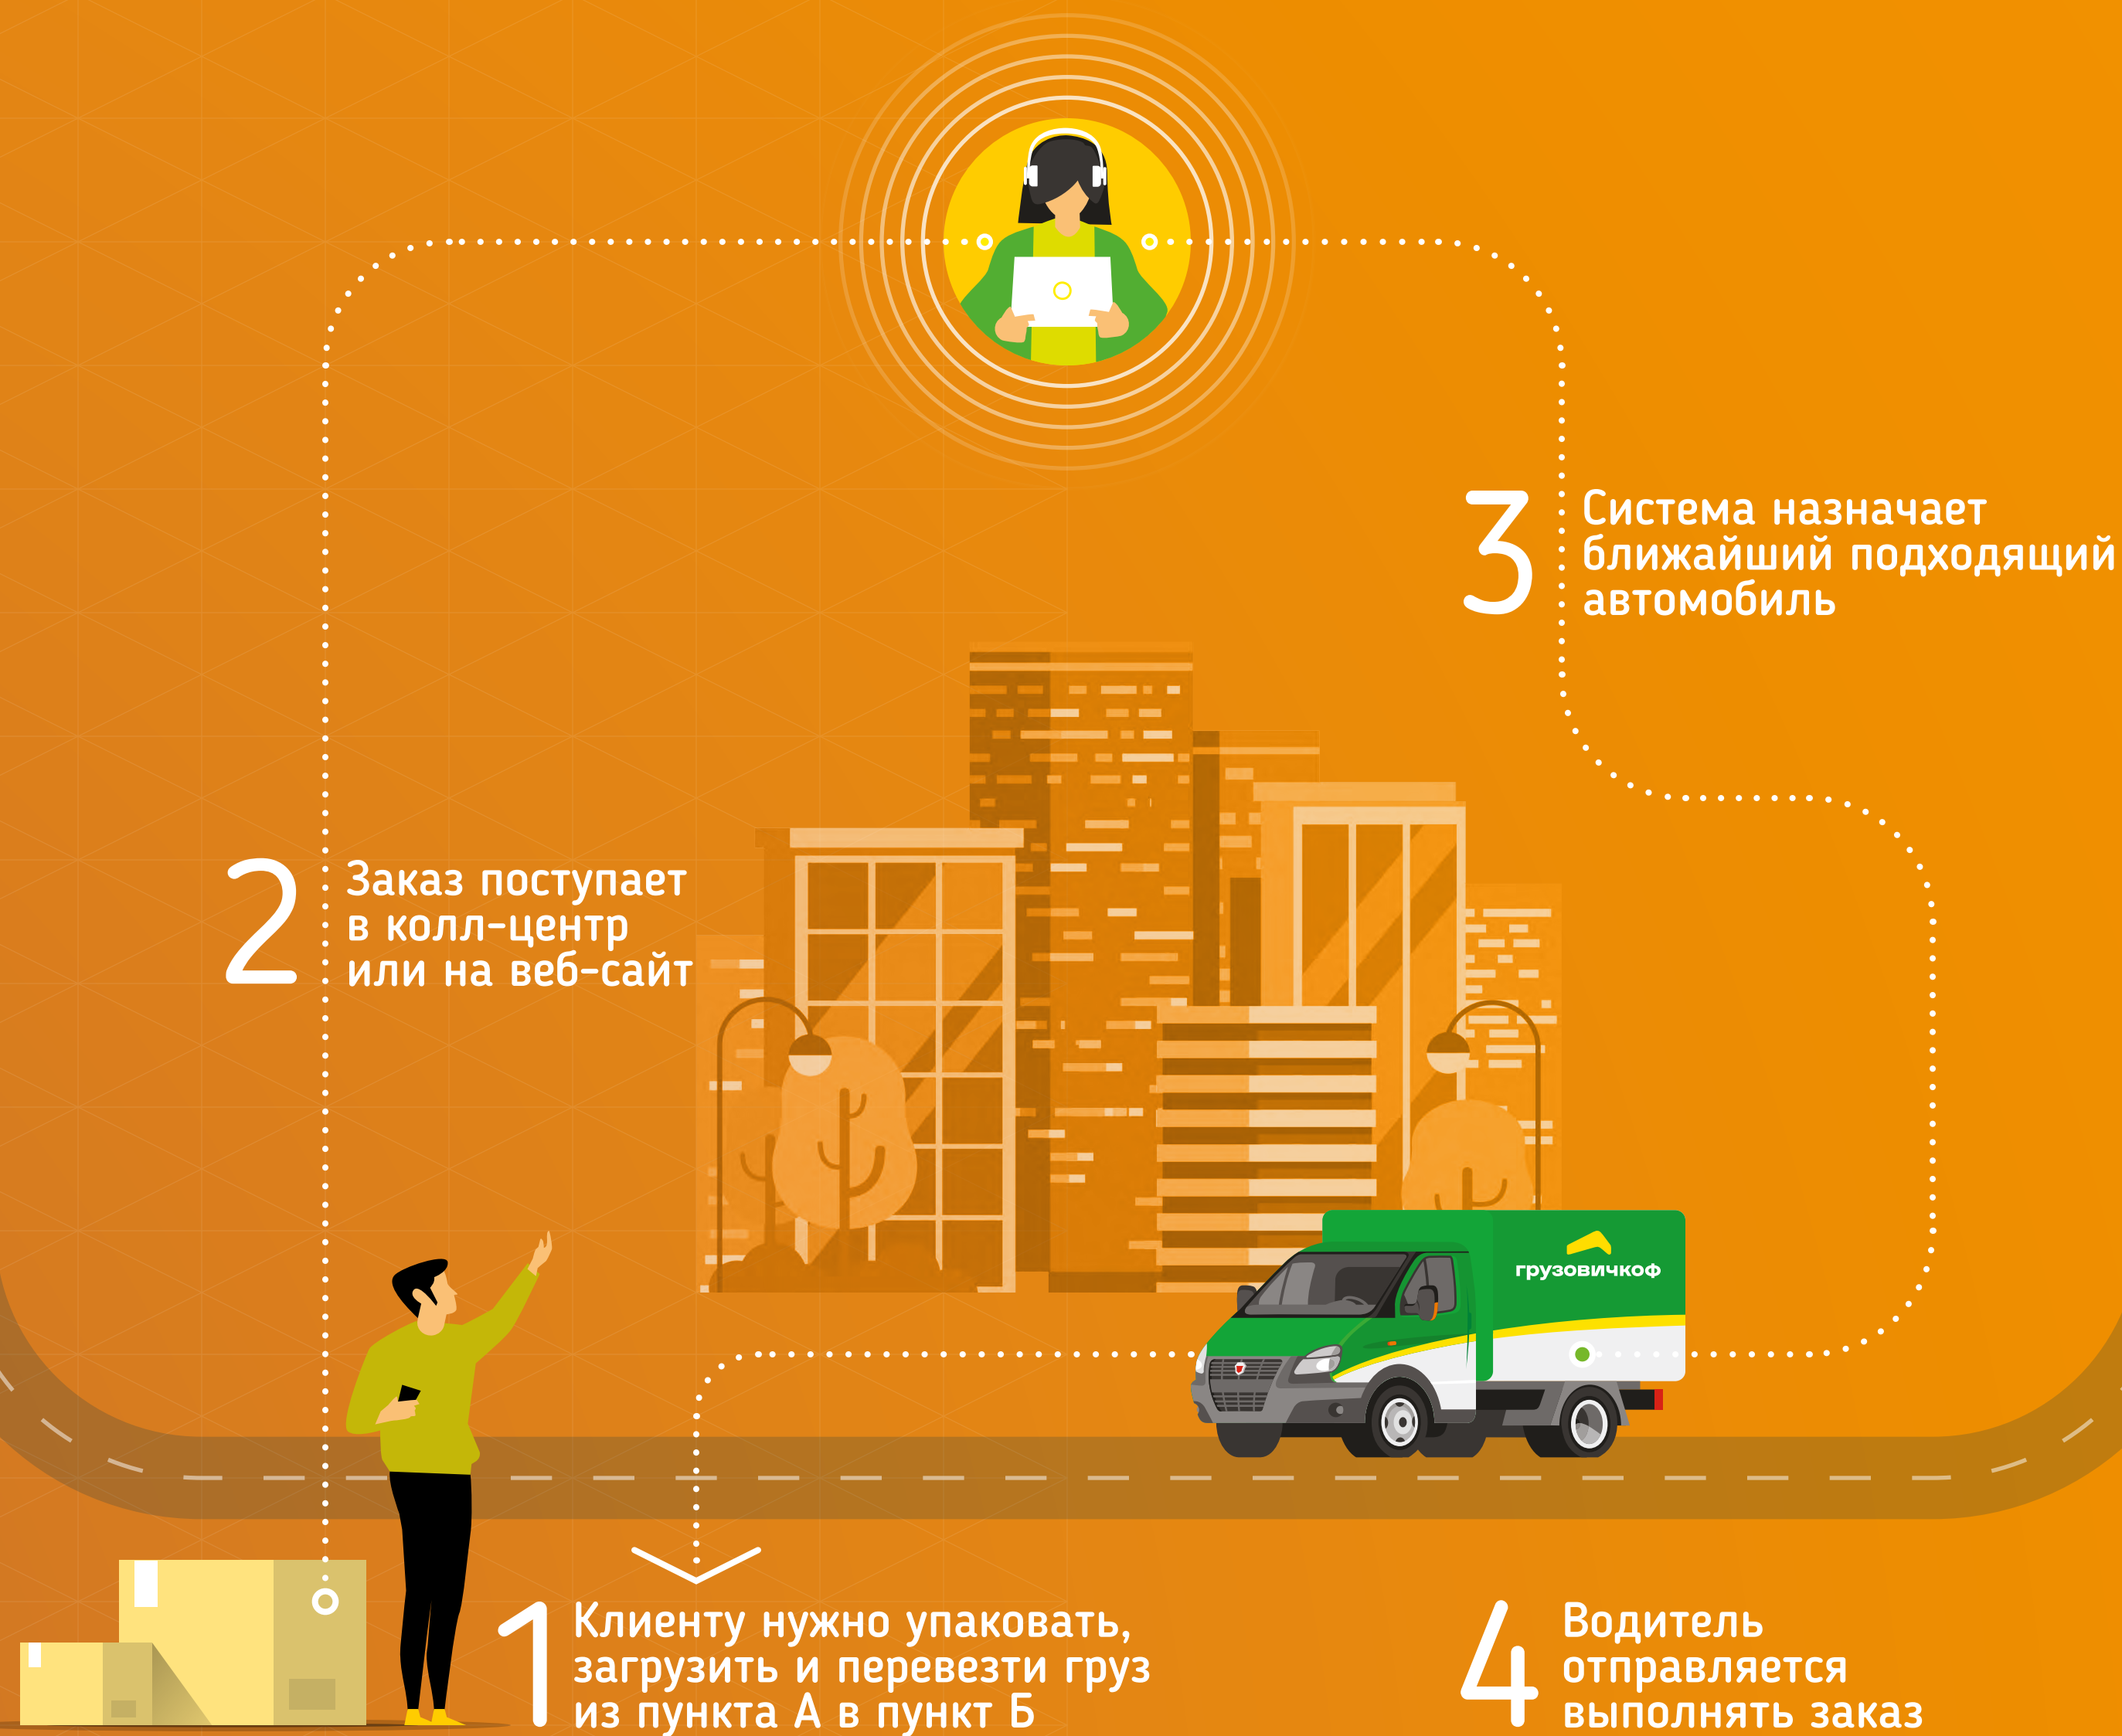 3
Система назначает
ближайший подходящий
автомобиль
2
Заказ поступает
в колл-центр
или на веб-сайт
грузовичкоф
1
Клиенту нужно упаковать,
загрузить и перевезти груз
из пункта А в пункт Б
4
Водитель
отправляется
выполнять заказ